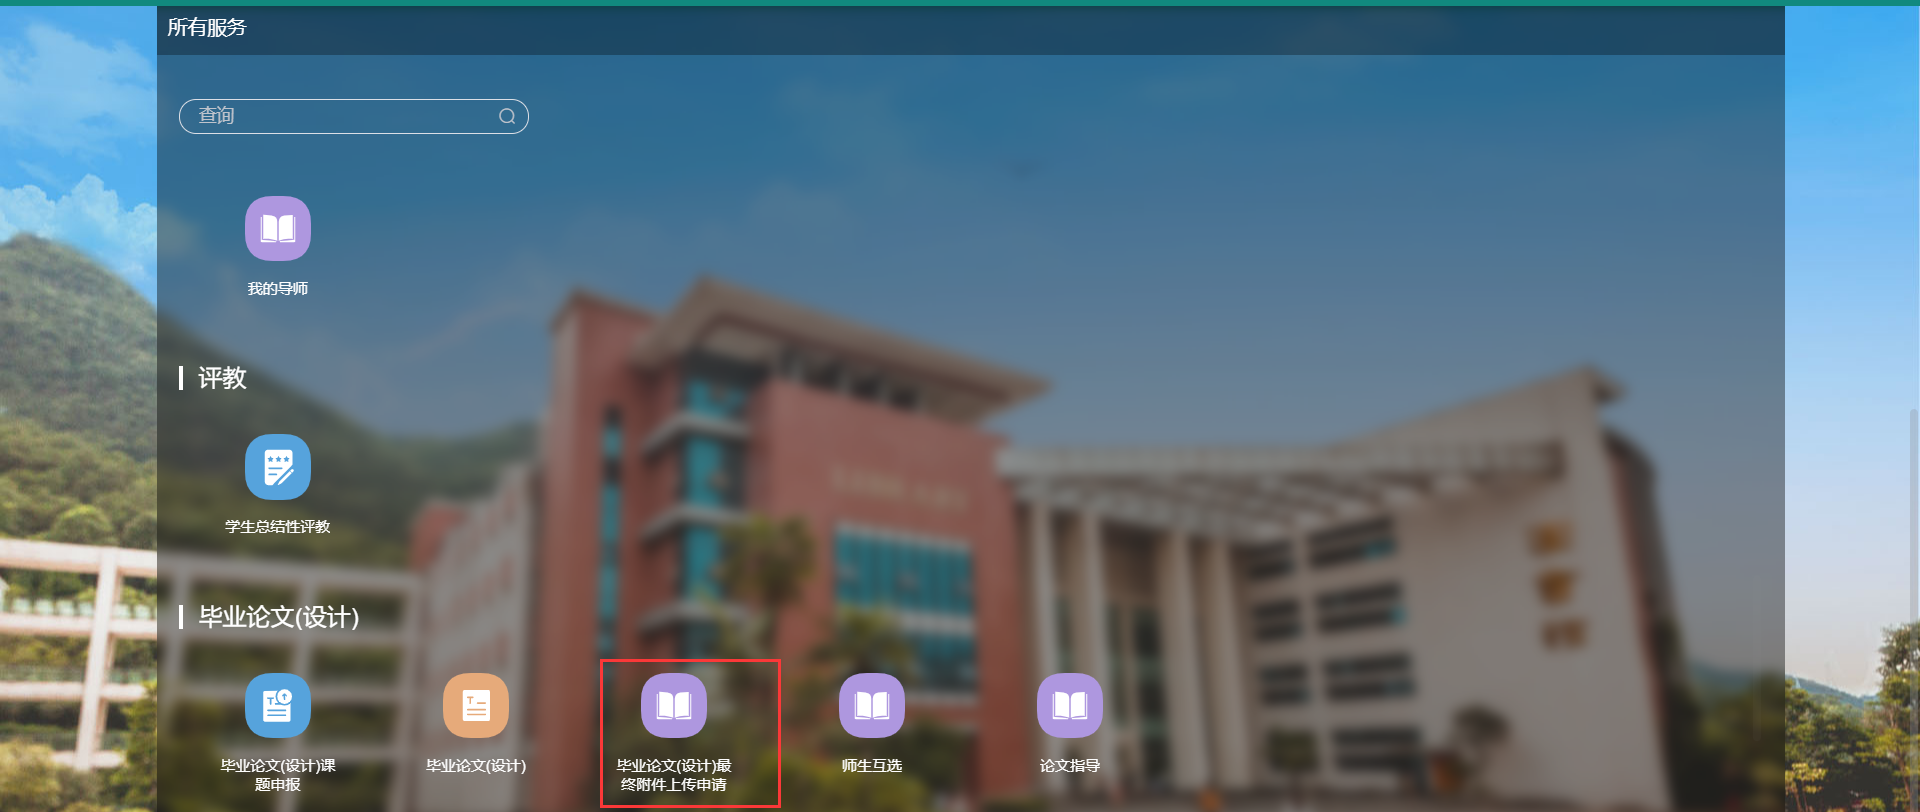 所有服务
查询
我的导师
评教
学生总结性评教
毕业论文(设计)
毕业论文(设计)课
题申报
毕业论文(设计)
毕业论文(设计)最
终附件上传申请
师生互选
论文指导